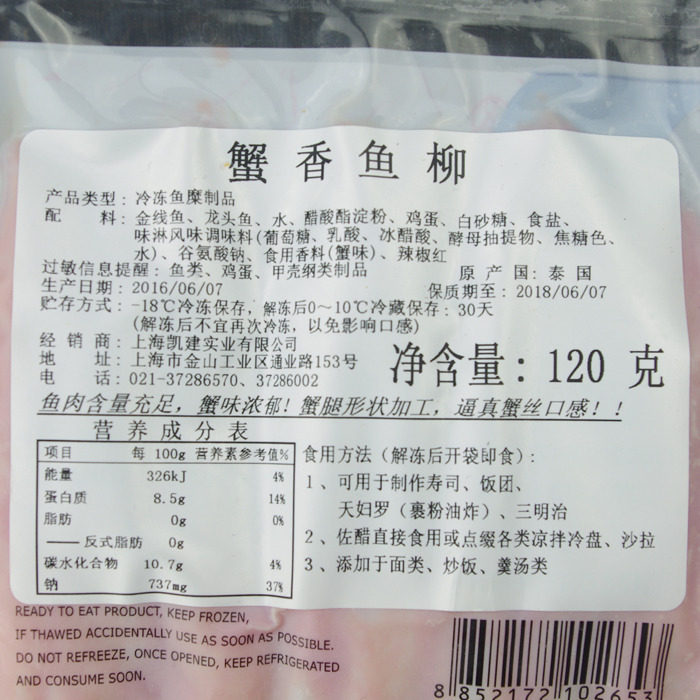 蟹香鱼柳
产品类型：冷冻鱼糜制品
配 料：金线鱼、龙头鱼、水、醋酸酯淀粉、鸡蛋、白砂糖、食盐、
味淋风味调味料(葡萄糖、乳酸、冰醋酸、酵母抽提物、焦糖色、
水)、谷氨酸钠、食用香料(蟹味)、辣椒红
过敏信息提醒：鱼类、鸡蛋、甲壳纲类制品 原 产 国：泰 国
生产日期：2016/06/07 保质期至：2018/06/07
贮存方式：-18℃冷冻保存，解冻后0～10℃冷藏保存：30天
(解冻后不宜再次冷冻，以免影响口感)
经 销 商：上海凯建实业有限公司
地 址：上海市金山工业区通业路153号
电 话：021-37286570、37286002
净含量：120 克
鱼肉含量充足，蟹味浓郁！蟹腿形状加工，逼真蟹丝口感！！
营养成分表
项目 每 100g 营养素参考值%
能量 326kJ 4%
蛋白质 8.5g 14%
脂肪 0g 0%
——反式脂肪 0g
碳水化合物 10.7g 4%
钠 737mg 37%
食用方法（解冻后开袋即食）：
1、可用于制作寿司、饭团、
天妇罗（裹粉油炸）、三明治
2、佐醋直接食用或点缀各类凉拌冷盘、沙拉
3、添加于面类、炒饭、羹汤类
READY TO EAT PRODUCT, KEEP FROZEN,
IF THAWED ACCIDENTALLY USE AS SOON AS POSSIBLE.
DO NOT REFREEZE, ONCE OPENED, KEEP REFRIGERATED
AND CONSUME SOON.
8 852172 102653